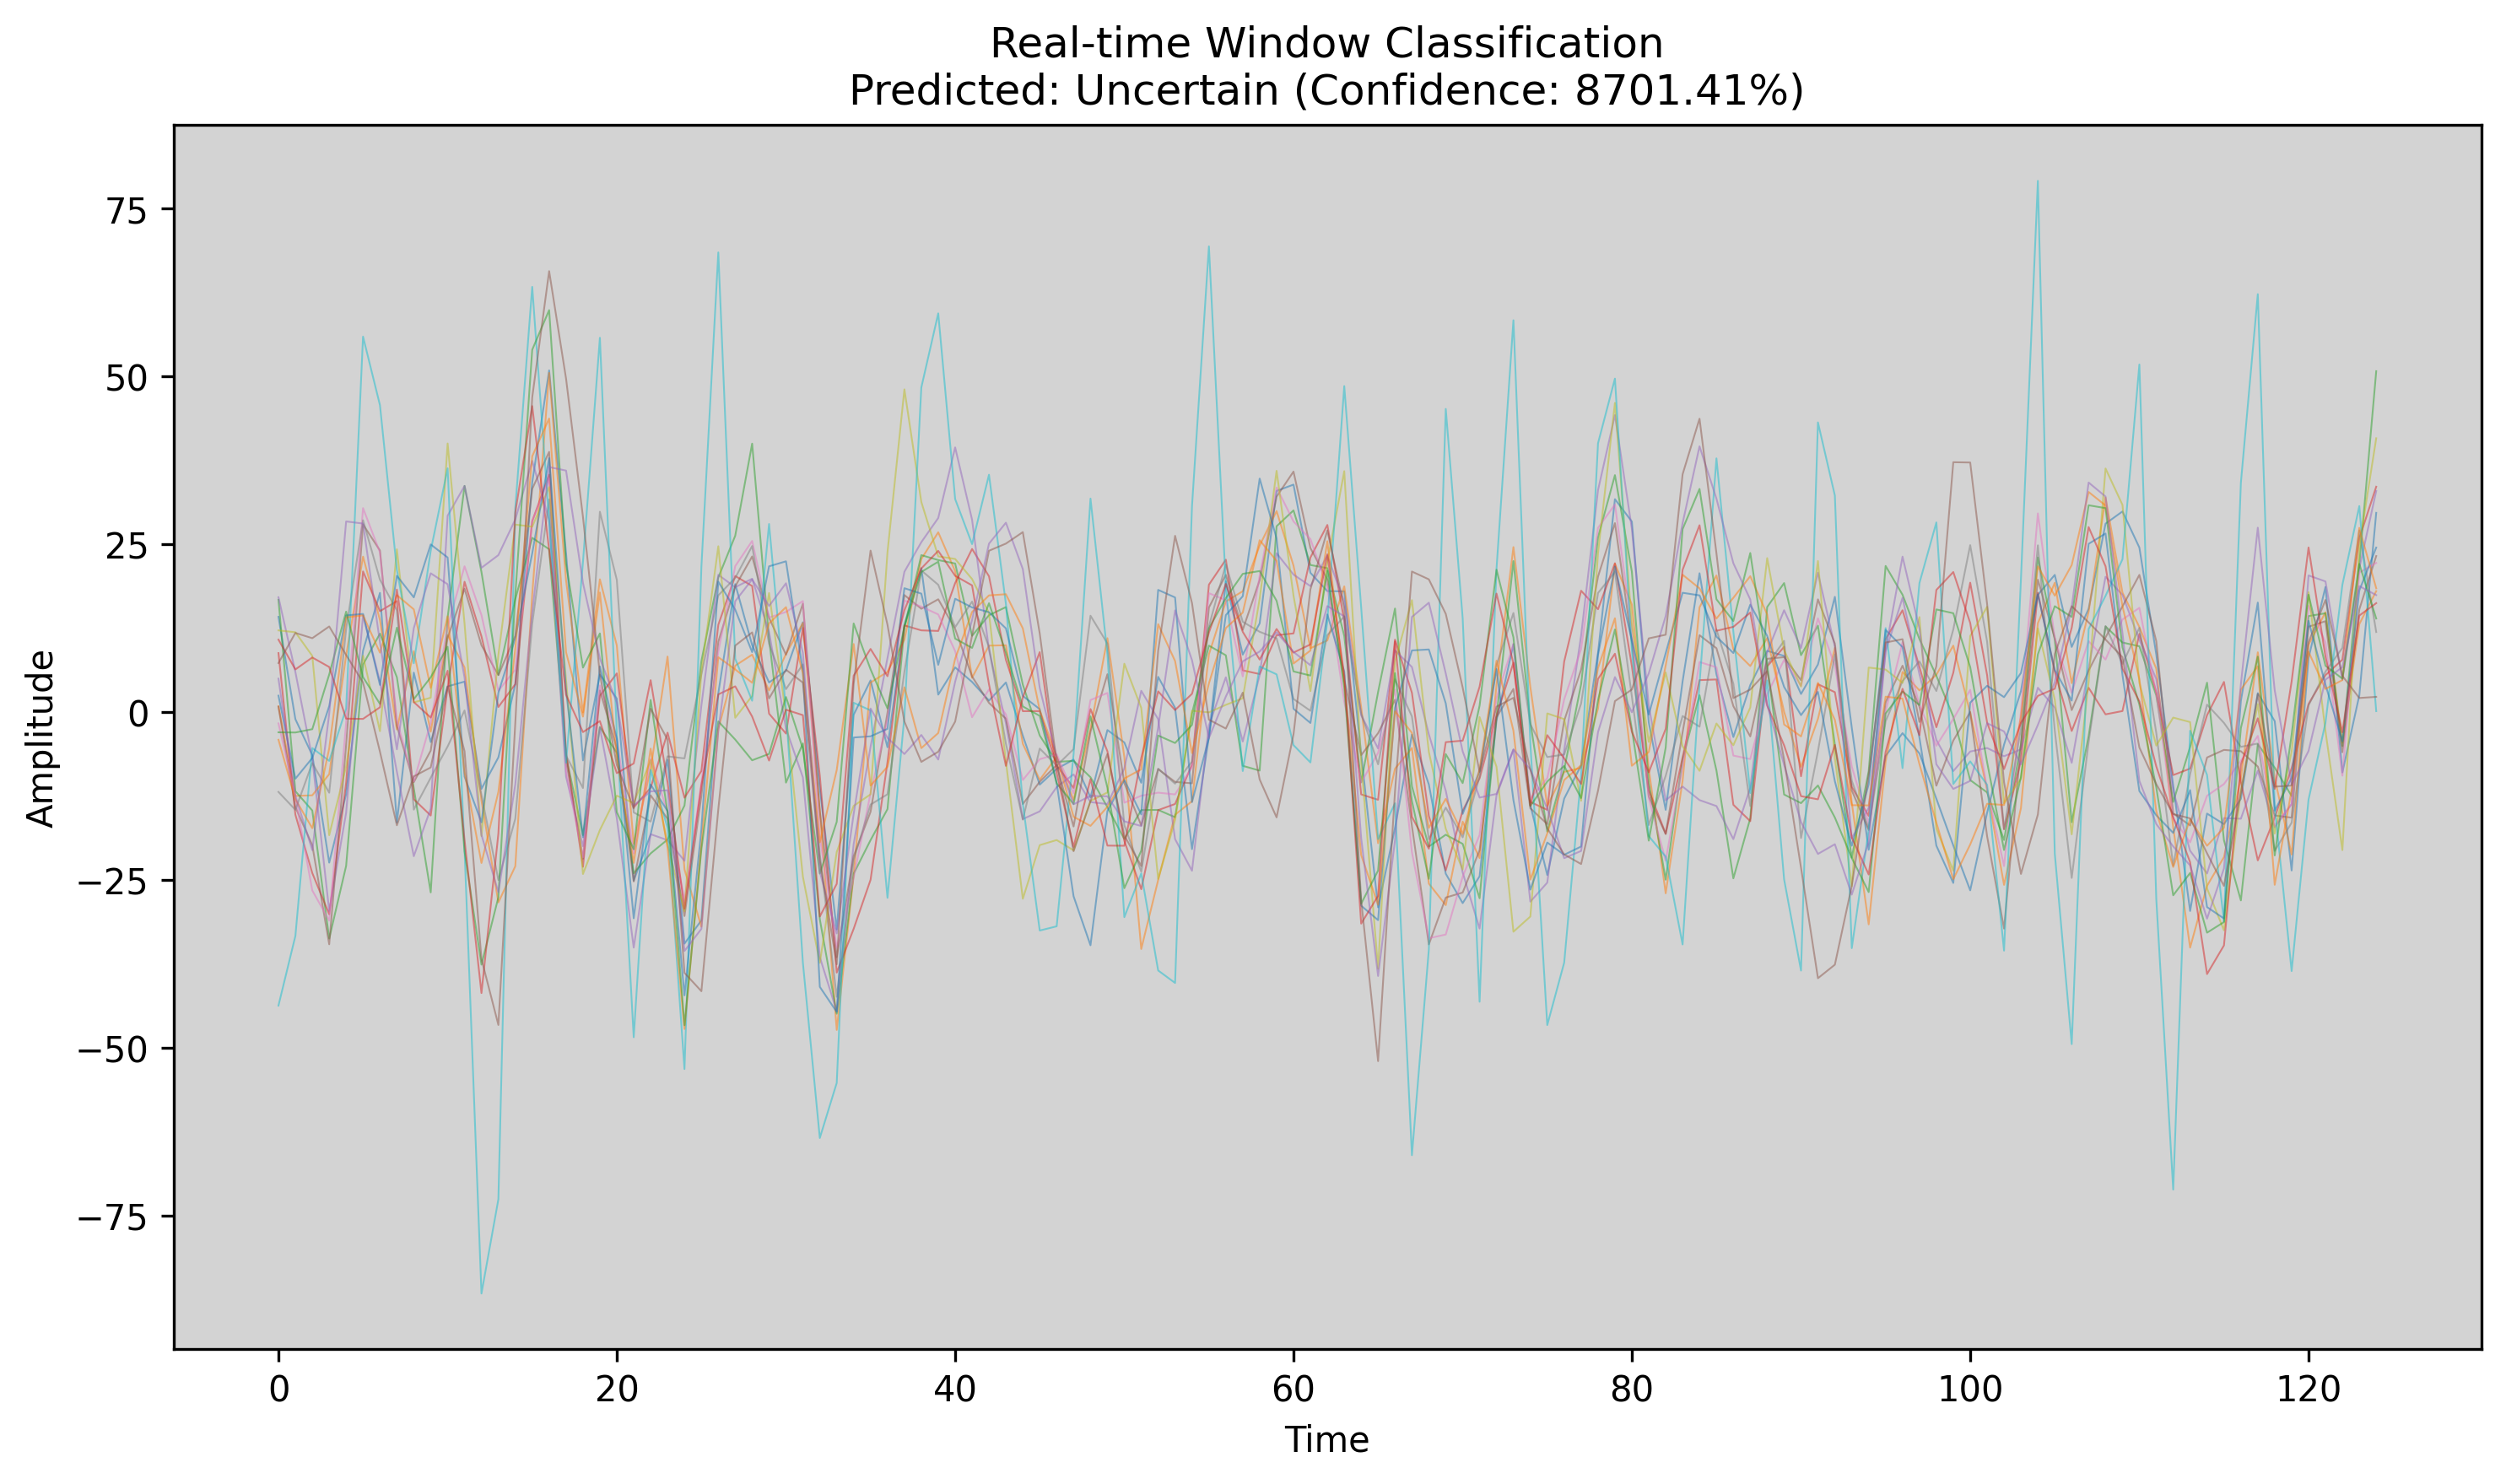 Real-time Window Classification
Predicted: Uncertain (Confidence: 8701.41%)
75
50
25
0
−25
−50
−75
Amplitude
0 20 40 60 80 100 120
Time